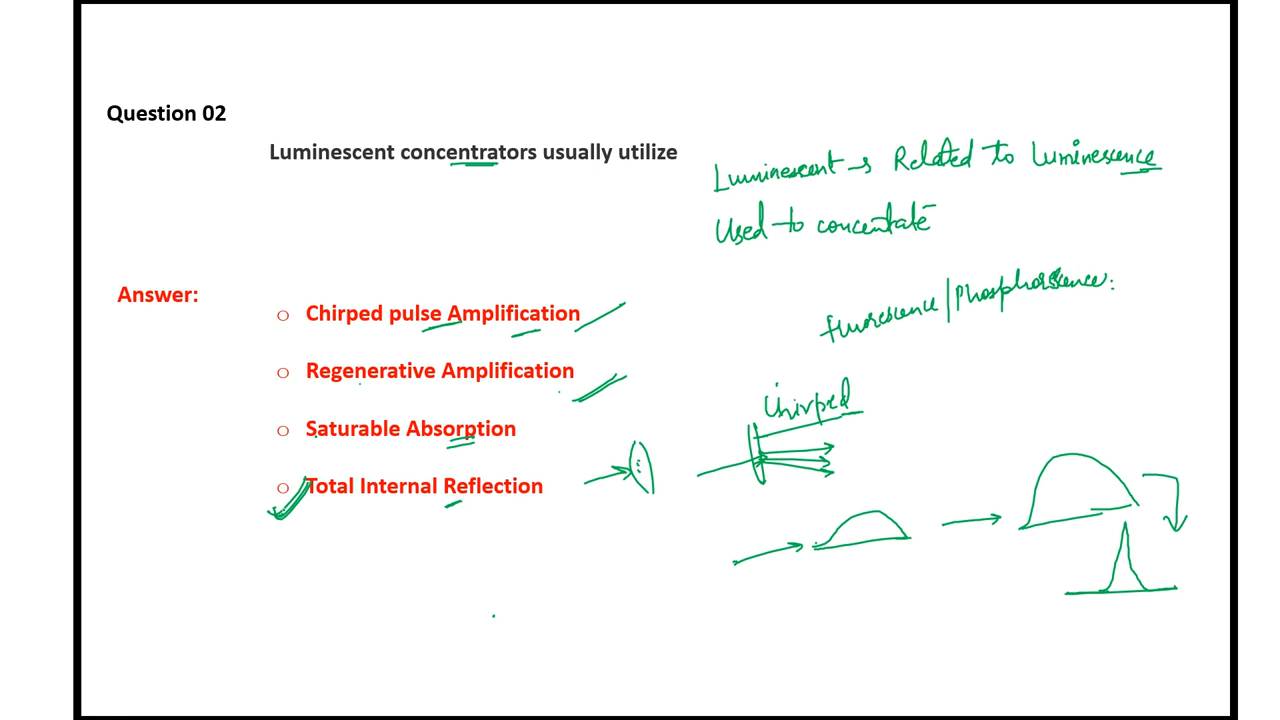 Question 02
Luminescent concentrators usually utilize
Luminescent → Related to Luminescence
Used to concentrate
Answer:
fluorescence/Phosphorescence:
o Chirped pulse Amplification
o Regenerative Amplification
Chirped
o Saturable Absorption
o Total Internal Reflection